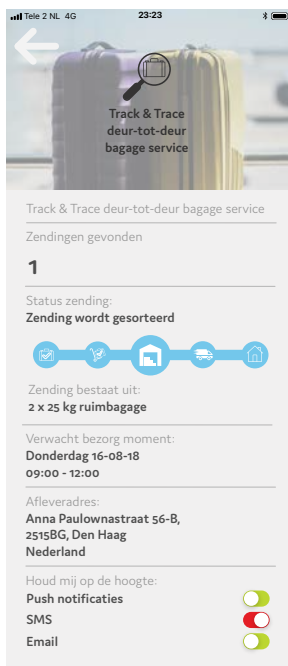 Tele 2 NL 4G 23:23
Track & Trace
deur-tot-deur
bagage service
Track & Trace deur-tot-deur bagage service
Zendingen gevonden
1
Status zending:
Zending wordt gesorteerd
Zending bestaat uit:
2 x 25 kg ruimbagage
Verwacht bezorg moment:
Donderdag 16-08-18
09:00 - 12:00
Afleveradres:
Anna Paulownastraat 56-B,
2515BG, Den Haag
Nederland
Houd mij op de hoogte:
Push notificaties
SMS
Email